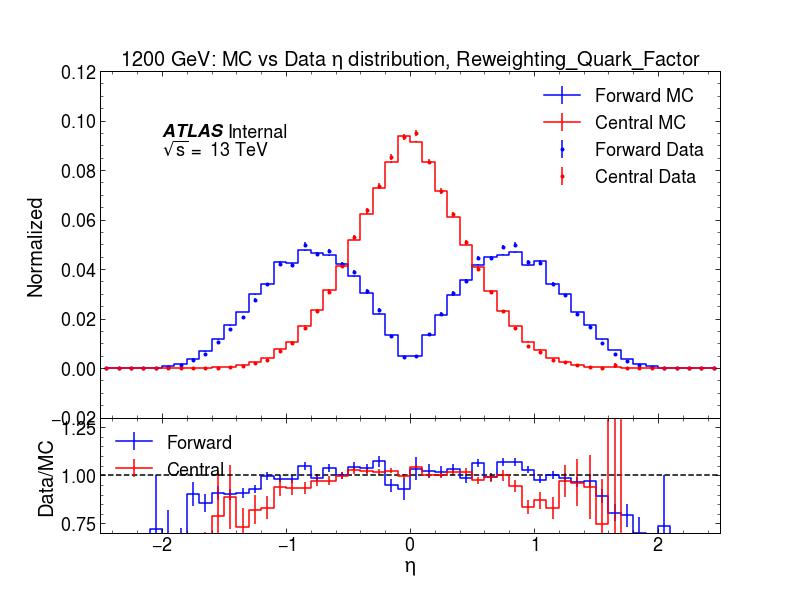 1200 GeV: MC vs Data η distribution, Reweighting_Quark_Factor
0.12
0.10
0.08
0.06
0.04
0.02
0.00
−0.02
Normalized
ATLAS Internal
√s = 13 TeV
Forward MC
Central MC
Forward Data
Central Data
1.25
1.00
0.75
Data/MC
Forward
Central
−2 −1 0 1 2
η